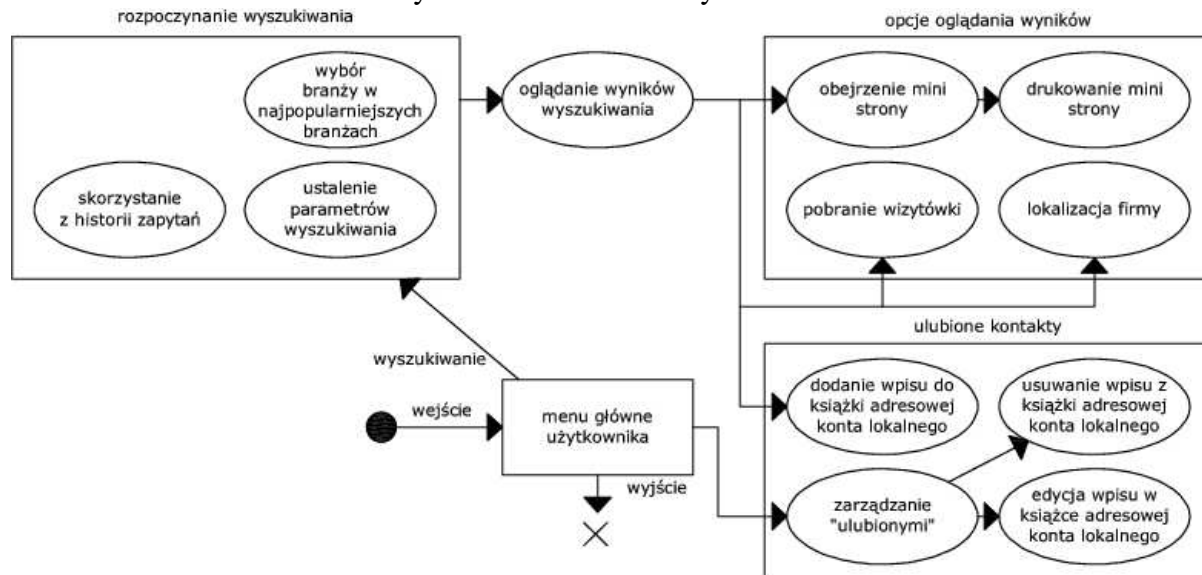 rozpoczynanie wyszukiwania
opcje oglądania wyników
wybór
branży w
najpopularniejszych
branżach
oglądanie wyników
wyszukiwania
obejrzenie mini
strony
drukowanie mini
strony
skorzystanie
z historii zapytań
ustalenie
parametrów
wyszukiwania
pobranie wizytówki
lokalizacja firmy
ulubione kontakty
wyszukiwanie
dodanie wpisu do
książki adresowej
konta lokalnego
usuwanie wpisu z
książki adresowej
konta lokalnego
wejście
menu główne
użytkownika
wyjście
zarządzanie
"ulubionymi"
edycja wpisu w
książce adresowej
konta lokalnego